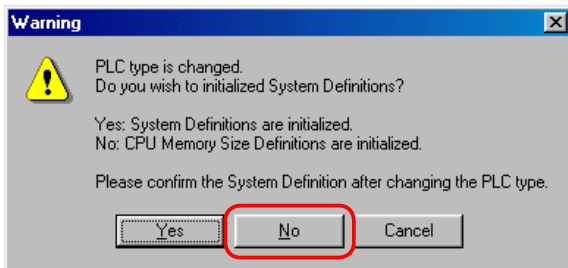 Warning
PLC type is changed.
Do you wish to initialized System Definitions?
Yes: System Definitions are initialized.
No: CPU Memory Size Definitions are initialized.
Please confirm the System Definition after changing the PLC type.
Yes No Cancel